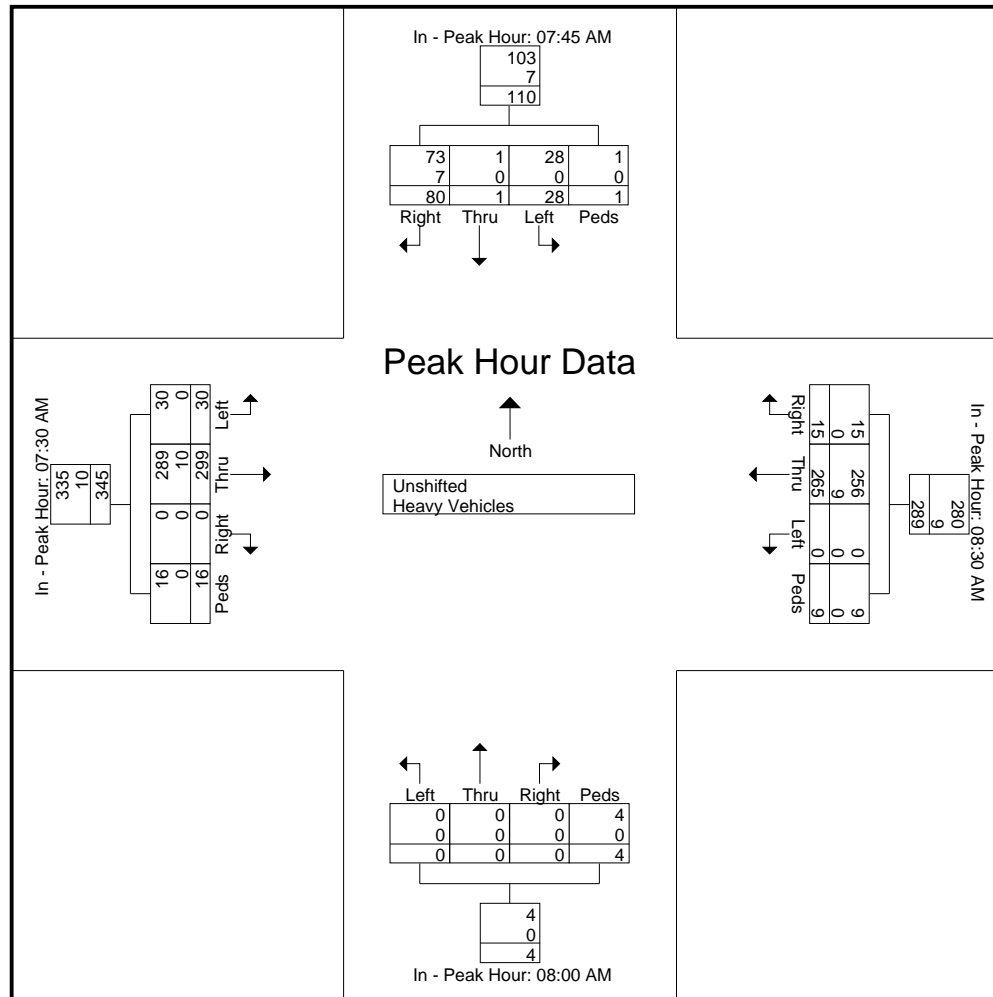 In - Peak Hour: 07:45 AM
103
7
110
73 1 28 1
7 0 0 0
80 1 28 1
Right Thru Left Peds
Peak Hour Data
North
Unshifted
Heavy Vehicles
In - Peak Hour: 07:30 AM
335
10
345
30 289 0 16
0 10 0 0
30 299 0 16
Left Thru Right Peds
In - Peak Hour: 08:30 AM
280
9
289
15 256 0 9
0 9 0 0
15 265 0 9
Right Thru Left Peds
Left Thru Right Peds
0 0 0 4
0 0 0 0
0 0 0 4
4
0
4
In - Peak Hour: 08:00 AM